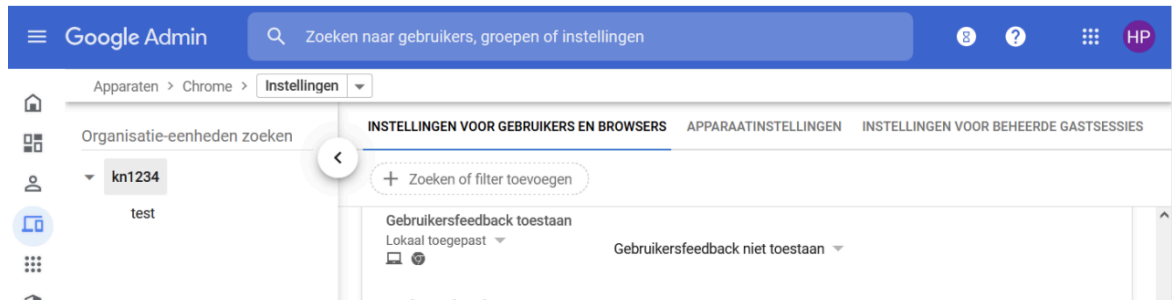 Google Admin
Zoeken naar gebruikers, groepen of instellingen
8
?
HP
Apparaten > Chrome > Instellingen
Organisatie-eenheden zoeken
kn1234
test
INSTELLINGEN VOOR GEBRUIKERS EN BROWSERS
APPARAATINSTELLINGEN
INSTELLINGEN VOOR BEHEERDE GASTSESSIES
Zoeken of filter toevoegen
Gebruikersfeedback toestaan
Lokaal toegepast
Gebruikersfeedback niet toestaan